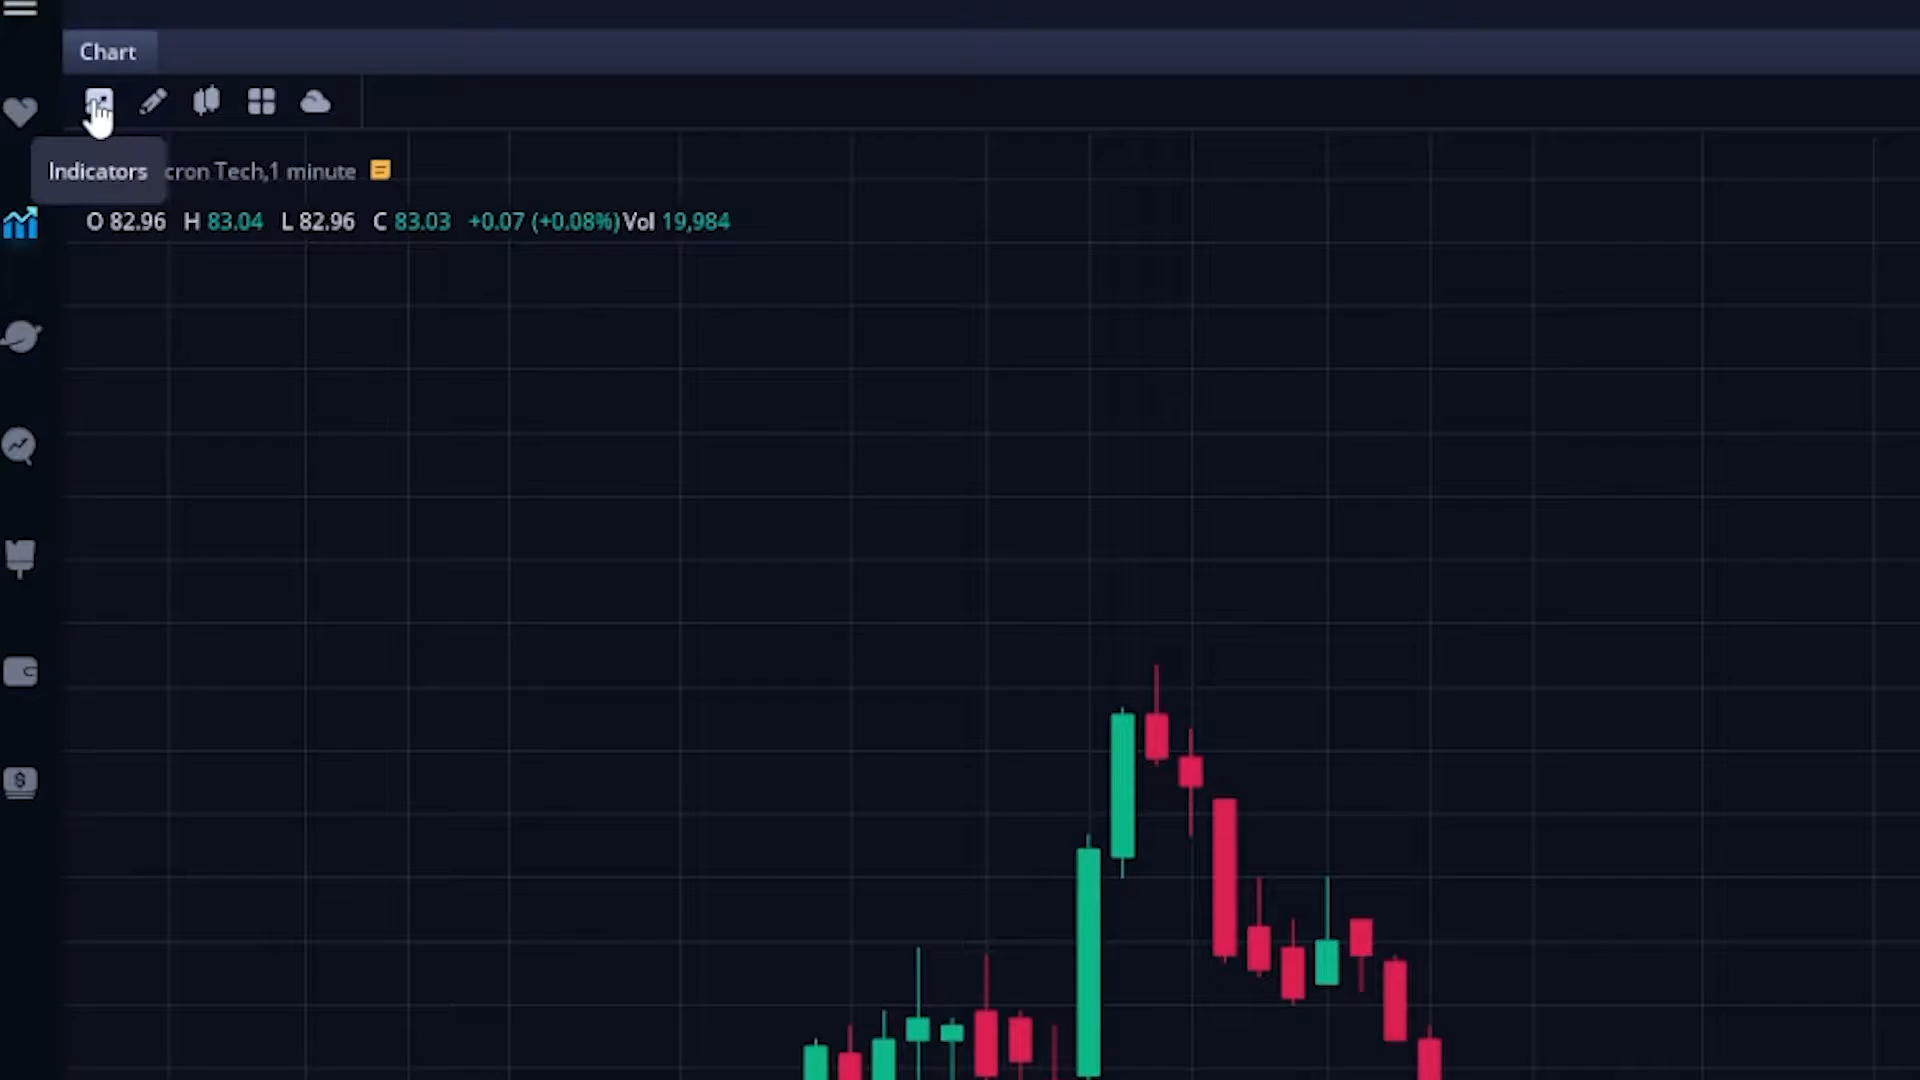 Chart
Indicators cron Tech,1 minute
O 82.96 H 83.04 L 82.96 C 83.03 +0.07 (+0.08%) Vol 19,984
$